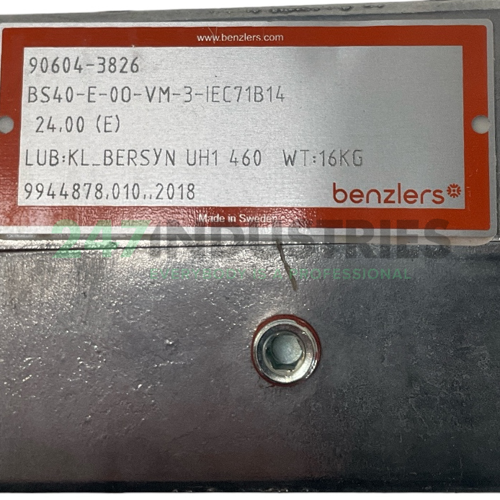 www.benzlers.com
90604-3826
BS40-E-00-VM-3-IEC71B14
24.00 (E)
LUB:KL_BERSYN UH1 460 WT:16KG
9944878.010..2018
benzlers
Made in Sweden
247INDUSTRIES